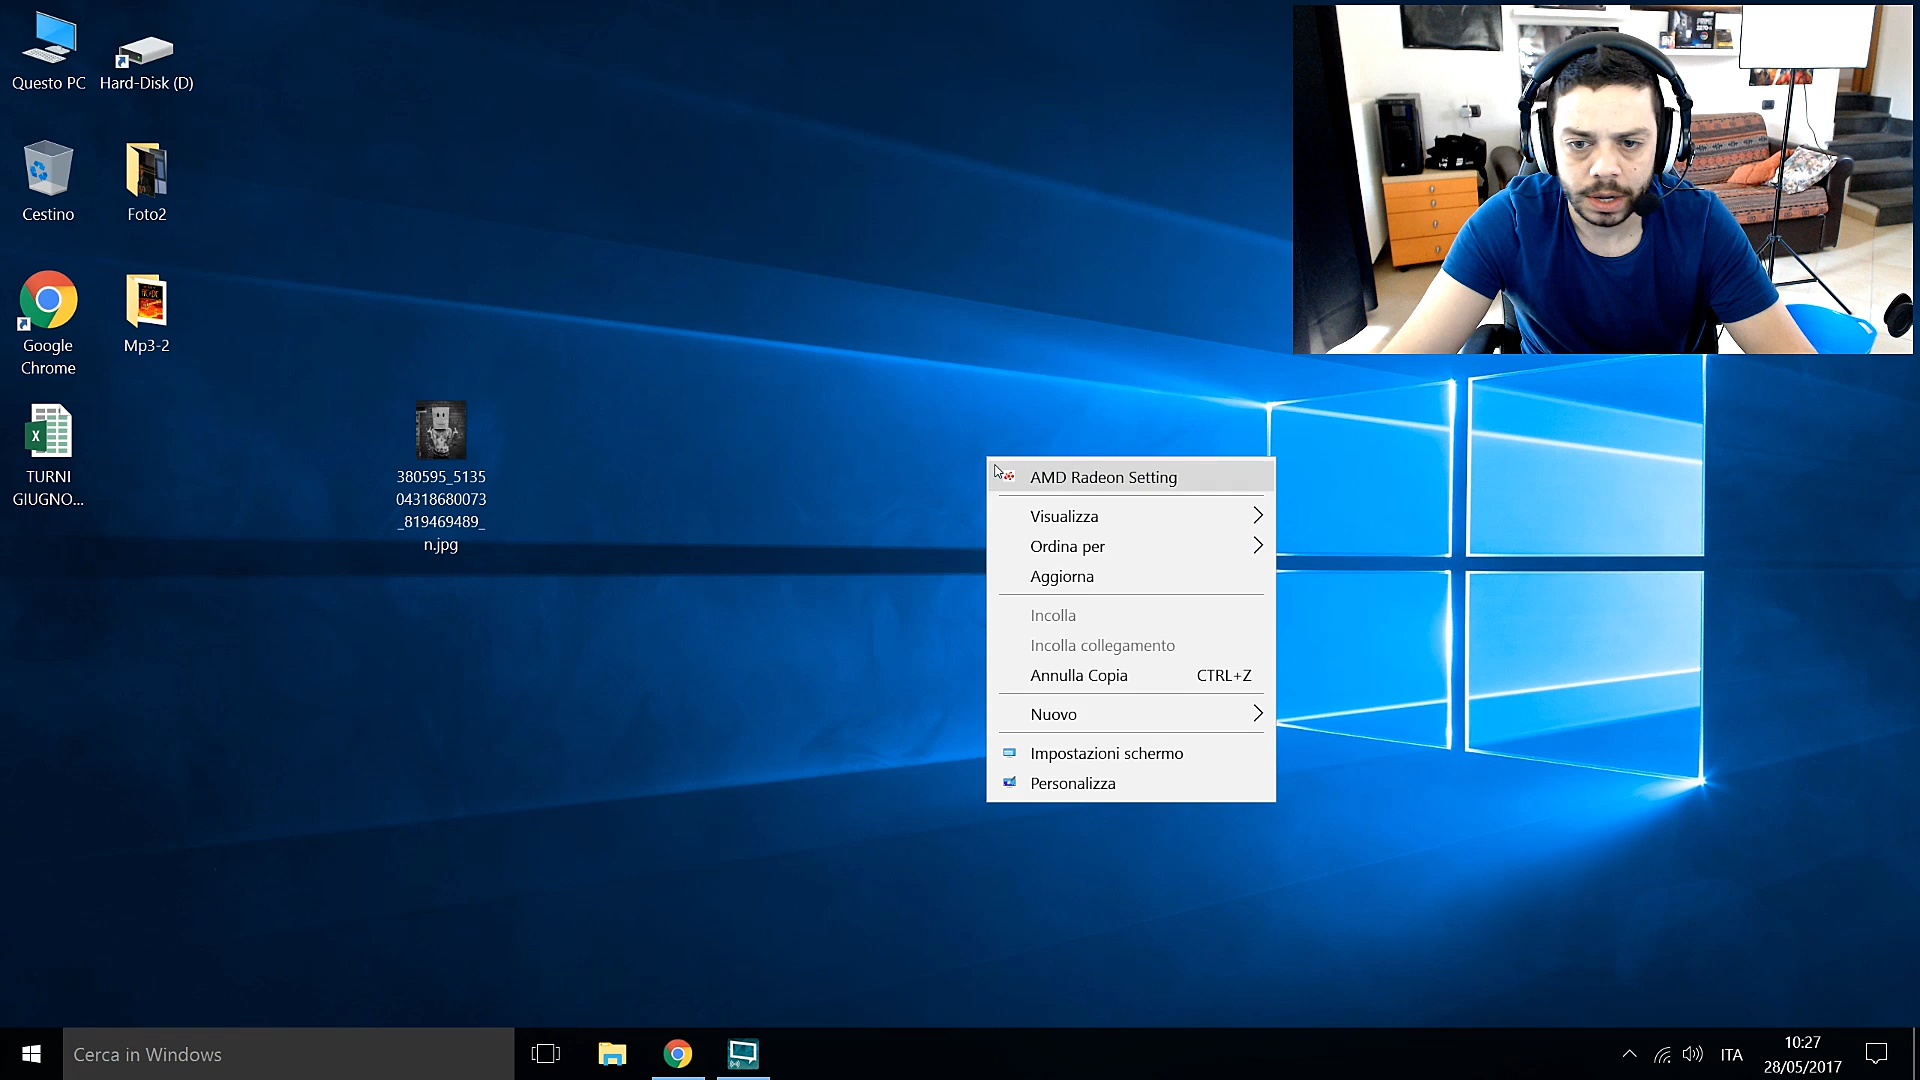 Questo PC
Hard-Disk (D)
Cestino
Foto2
Google
Chrome
Mp3-2
TURNI
GIUGNO...
380595_5135
04318680073
_819469489_
n.jpg
AMD Radeon Setting
Visualizza
Ordina per
Aggiorna
Incolla
Incolla collegamento
Annulla Copia CTRL+Z
Nuovo
Impostazioni schermo
Personalizza
Cerca in Windows
ITA
10:27
28/05/2017